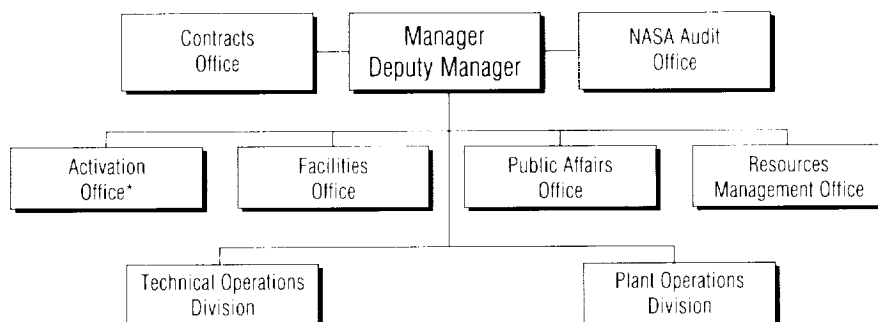 Contracts
Office
Manager
Deputy Manager
NASA Audit
Office
Activation
Office*
Facilities
Office
Public Affairs
Office
Resources
Management Office
Technical Operations
Division
Plant Operations
Division